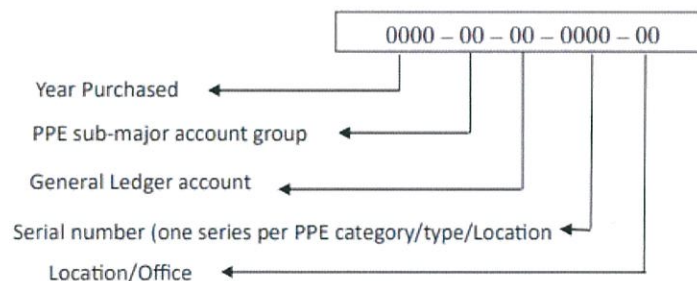 0000 – 00 – 00 – 0000 – 00
Year Purchased
PPE sub-major account group
General Ledger account
Serial number (one series per PPE category/type/Location
Location/Office